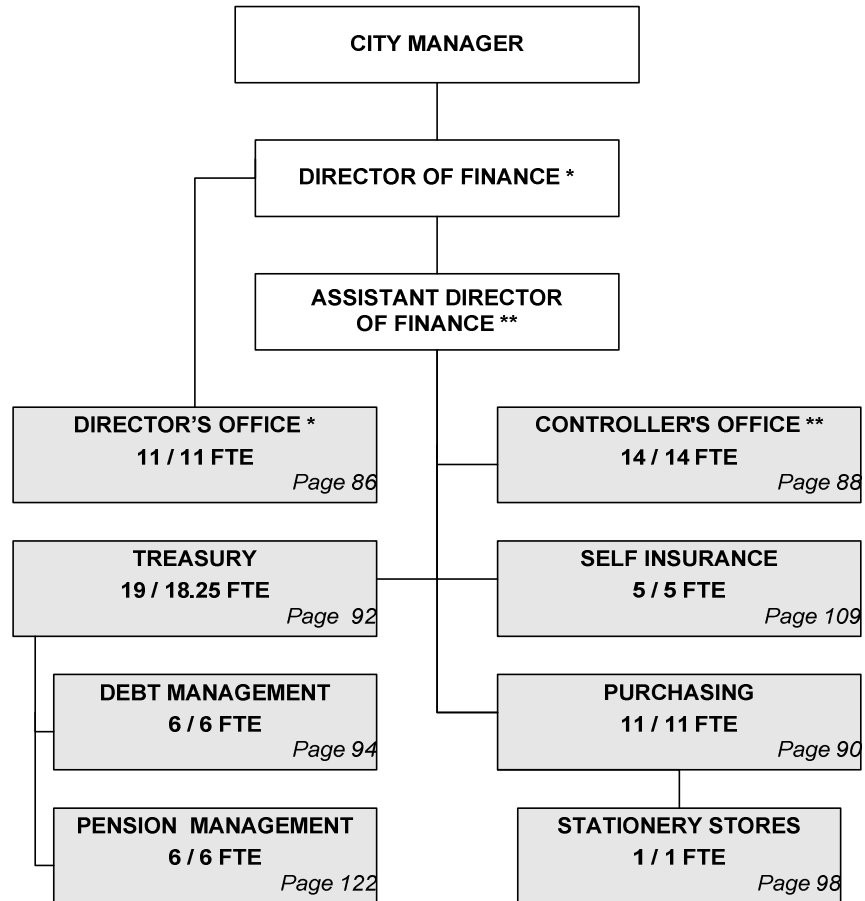 CITY MANAGER
DIRECTOR OF FINANCE *
ASSISTANT DIRECTOR
OF FINANCE **
DIRECTOR’S OFFICE *
11 / 11 FTE
Page 86
CONTROLLER'S OFFICE **
14 / 14 FTE
Page 88
TREASURY
19 / 18.25 FTE
Page 92
SELF INSURANCE
5 / 5 FTE
Page 109
DEBT MANAGEMENT
6 / 6 FTE
Page 94
PURCHASING
11 / 11 FTE
Page 90
PENSION MANAGEMENT
6 / 6 FTE
Page 122
STATIONERY STORES
1 / 1 FTE
Page 98